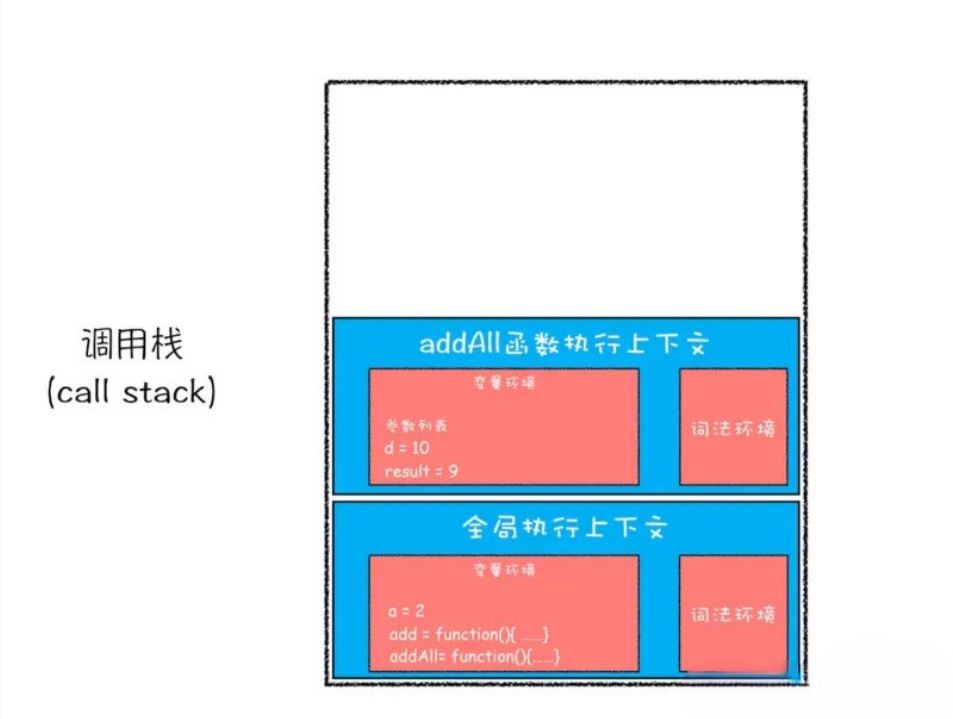 调用栈
(call stack)
addAll函数执行上下文
变量环境
参数列表
d = 10
result = 9
词法环境
全局执行上下文
变量环境
a = 2
add = function(){ ......}
addAll= function(){......}
词法环境